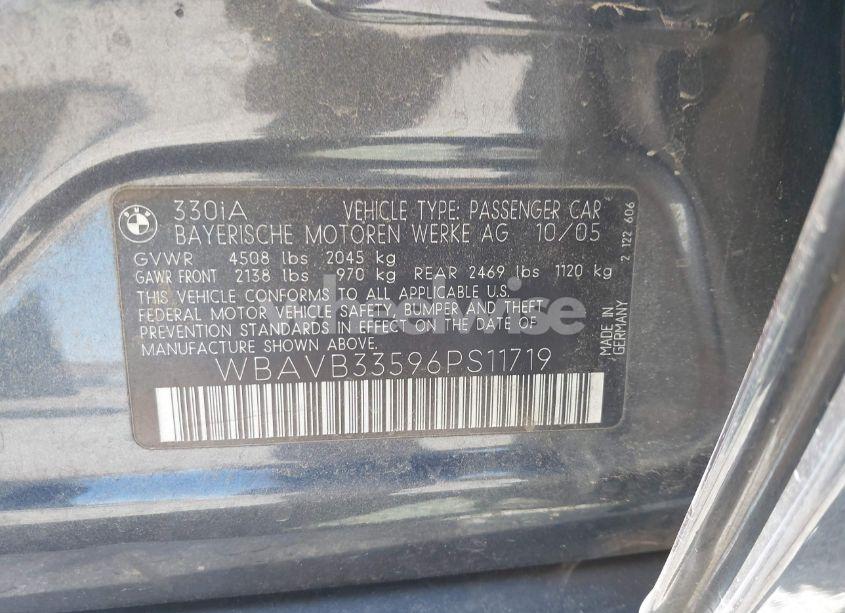 BMW
330iA VEHICLE TYPE: PASSENGER CAR
BAYERISCHE MOTOREN WERKE AG 10/05
GVWR 4508 lbs 2045 kg
GAWR FRONT 2138 lbs 970 kg REAR 2469 lbs 1120 kg
THIS VEHICLE CONFORMS TO ALL APPLICABLE U.S.
FEDERAL MOTOR VEHICLE SAFETY, BUMPER AND THEFT
PREVENTION STANDARDS IN EFFECT ON THE DATE OF
MANUFACTURE SHOWN ABOVE.
WBAVB33596PS11719
MADE IN
GERMANY
2 122 606